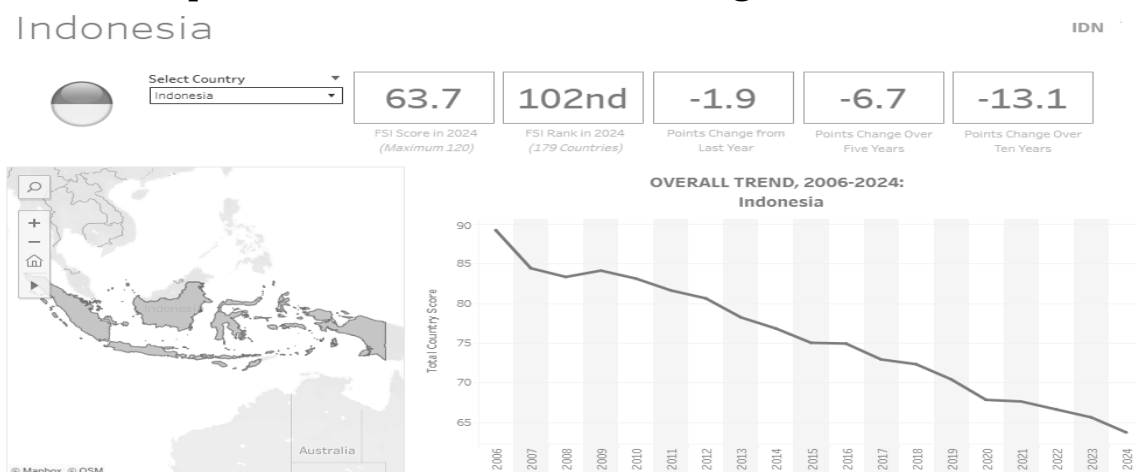 Indonesia
IDN
Select Country
Indonesia
63.7
FSI Score in 2024
(Maximum 120)
102nd
FSI Rank in 2024
(179 Countries)
-1.9
Points Change from
Last Year
-6.7
Points Change Over
Five Years
-13.1
Points Change Over
Ten Years
Indonesia
Australia
© Mapbox © OSM
OVERALL TREND, 2006-2024:
Indonesia
Total Country Score
90
85
80
75
70
65
2006
2007
2008
2009
2010
2011
2012
2013
2014
2015
2016
2017
2018
2019
2020
2021
2022
2023
2024